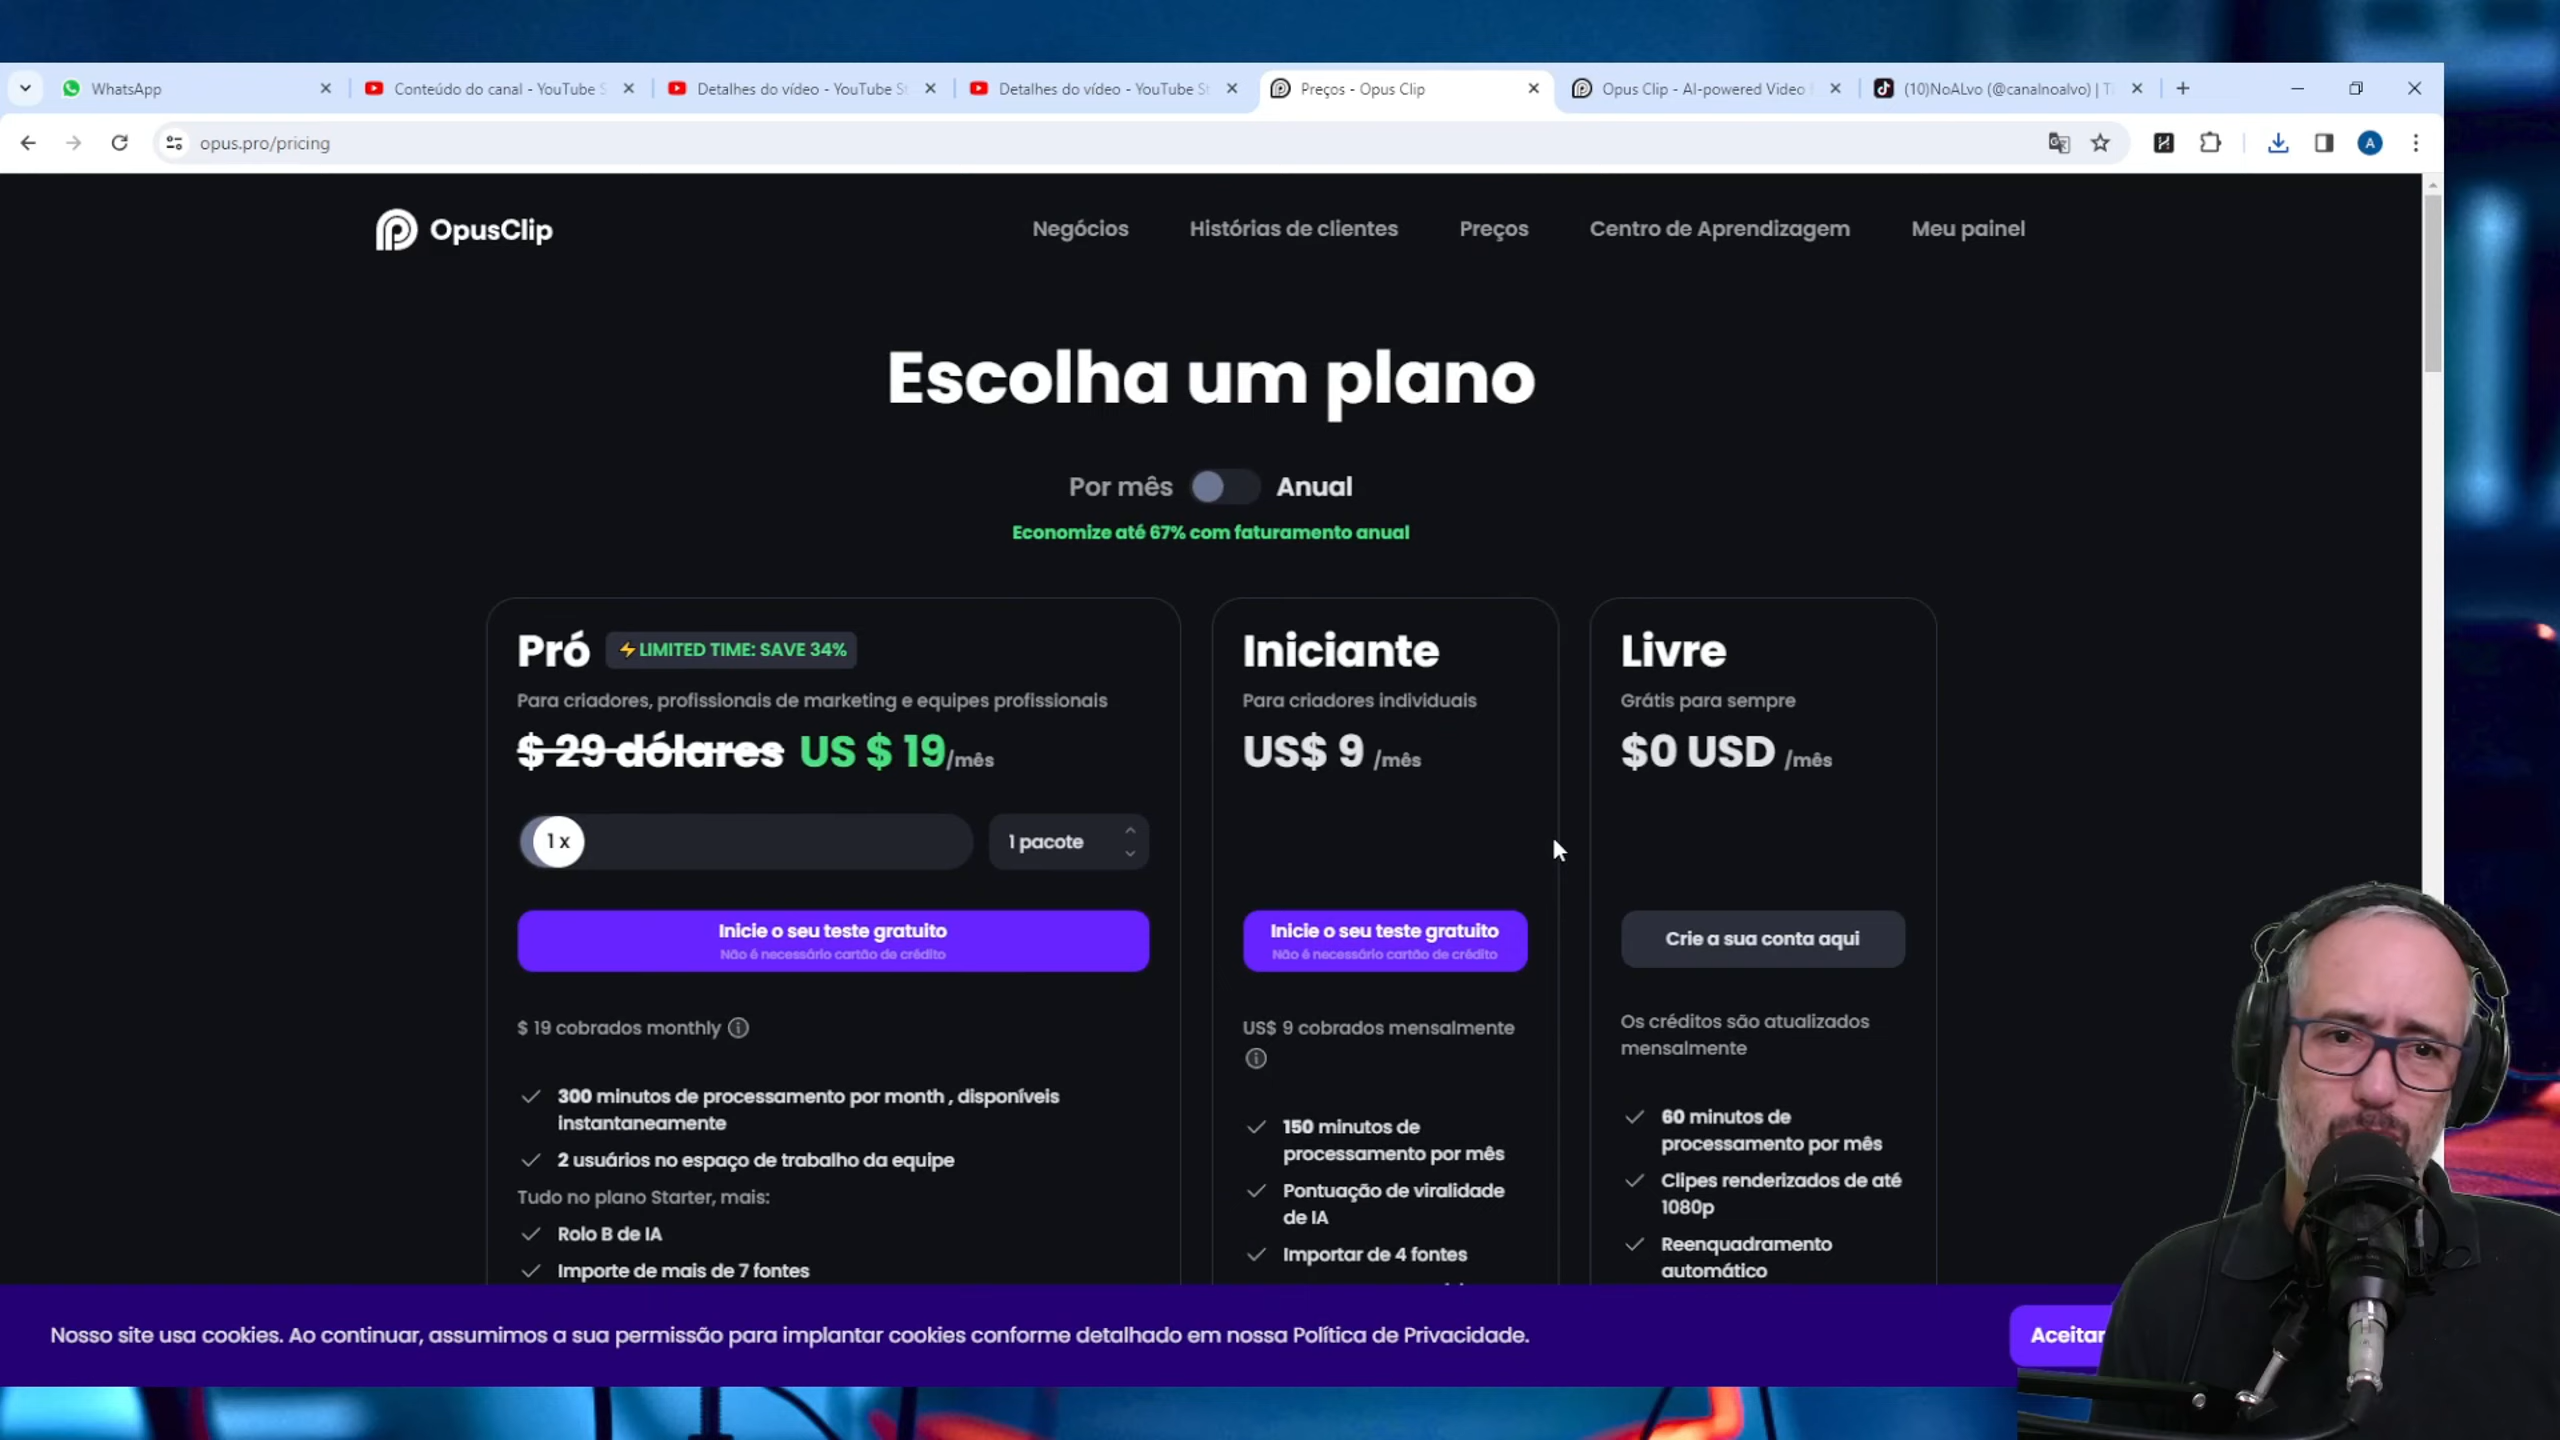 WhatsApp
Conteúdo do canal - YouTube S
Detalhes do vídeo - YouTube St
Detalhes do vídeo - YouTube St
Preços - Opus Clip
Opus Clip - AI-powered Video
(10)NoALvo (@canalnoalvo) | T
opus.pro/pricing
A
OpusClip
Negócios
Histórias de clientes
Preços
Centro de Aprendizagem
Meu painel
Escolha um plano
Por mês
Anual
Economize até 67% com faturamento anual
Pró
⚡LIMITED TIME: SAVE 34%
Para criadores, profissionais de marketing e equipes profissionais
$ 29 dólares US $ 19/mês
1 x
1 pacote
Inicie o seu teste gratuito
Não é necessário cartão de crédito
$ 19 cobrados monthly
300 minutos de processamento por month , disponíveis
instantaneamente
2 usuários no espaço de trabalho da equipe
Tudo no plano Starter, mais:
Rolo B de IA
Importe de mais de 7 fontes
Iniciante
Para criadores individuais
US$ 9 /mês
Inicie o seu teste gratuito
Não é necessário cartão de crédito
US$ 9 cobrados mensalmente
150 minutos de
processamento por mês
Pontuação de viralidade
de IA
Importar de 4 fontes
Livre
Grátis para sempre
$0 USD /mês
Crie a sua conta aqui
Os créditos são atualizados
mensalmente
60 minutos de
processamento por mês
Clipes renderizados de até
1080p
Reenquadramento
automático
Nosso site usa cookies. Ao continuar, assumimos a sua permissão para implantar cookies conforme detalhado em nossa Política de Privacidade.
Aceitar